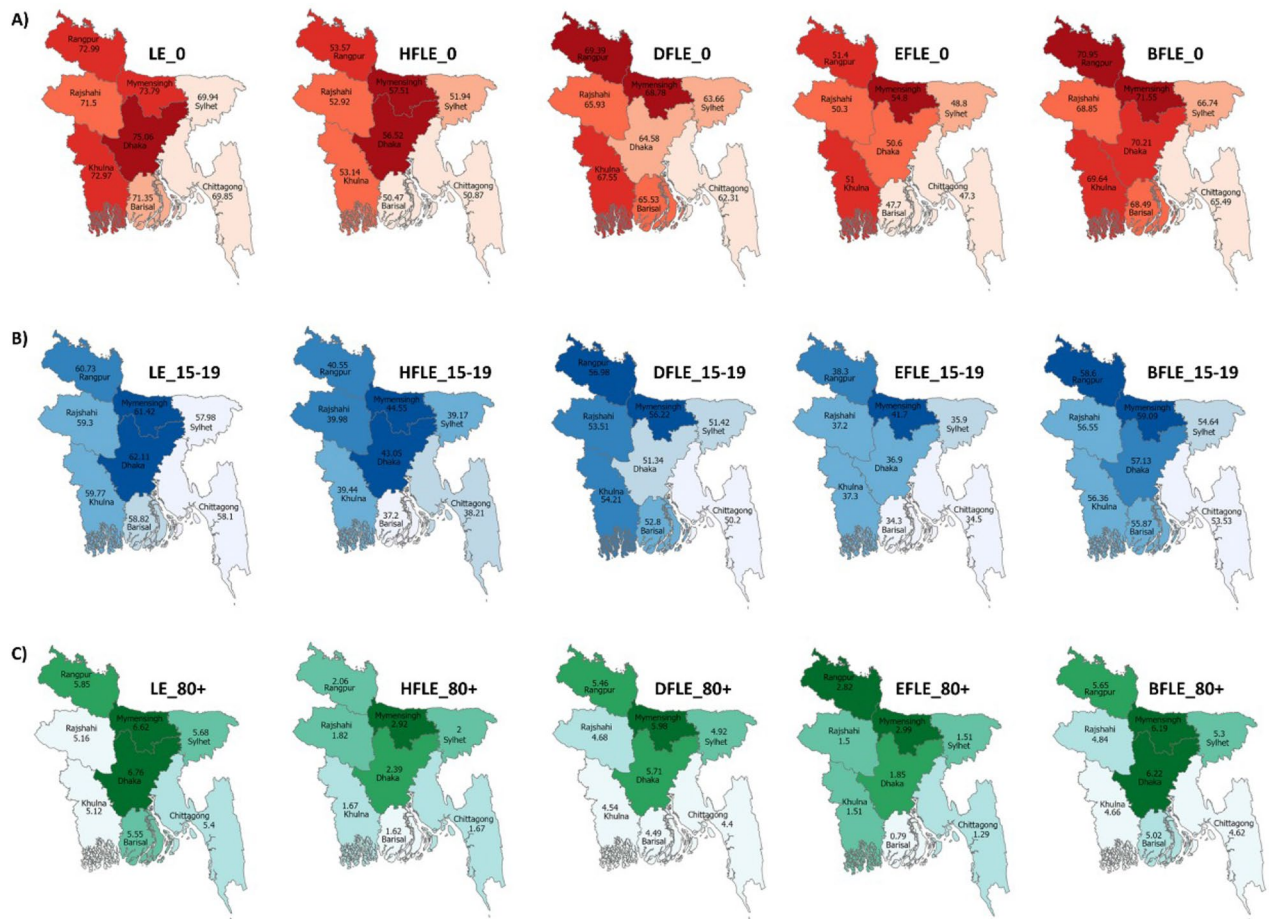 A)
LE_0
Rangpur
72.99
Mymensingh
73.79
69.94
Sylhet
Rajshahi
71.5
75.06
Dhaka
Khulna
72.97
71.35
Barisal
Chittagong
69.85
HFLE_0
53.57
Rangpur
Mymensingh
57.51
51.94
Sylhet
Rajshahi
52.92
56.52
Dhaka
53.14
Khulna
50.47
Barisal
Chittagong
50.87
DFLE_0
69.39
Rangpur
Mymensingh
68.78
63.66
Sylhet
Rajshahi
65.93
64.58
Dhaka
Khulna
67.55
65.53
Barisal
Chittagong
62.31
EFLE_0
51.4
Rangpur
Mymensingh
54.8
48.8
Sylhet
Rajshahi
50.3
50.6
Dhaka
51
Khulna
47.7
Barisal
Chittagong
47.3
BFLE_0
70.95
Rangpur
Mymensingh
71.55
66.74
Sylhet
Rajshahi
68.85
70.21
Dhaka
Khulna
69.64
68.49
Barisal
Chittagong
65.49
B)
LE_15-19
60.73
Rangpur
Mymensingh
61.42
57.98
Sylhet
Rajshahi
59.3
62.11
Dhaka
59.77
Khulna
58.82
Barisal
Chittagong
58.1
HFLE_15-19
40.55
Rangpur
Mymensingh
44.55
39.17
Sylhet
Rajshahi
39.98
43.05
Dhaka
39.44
Khulna
37.2
Barisal
Chittagong
38.21
DFLE_15-19
Rangpur
56.98
Mymensingh
56.22
51.42
Sylhet
Rajshahi
53.51
51.34
Dhaka
Khulna
54.21
52.8
Barisal
Chittagong
50.2
EFLE_15-19
38.3
Rangpur
Mymensingh
41.7
35.9
Sylhet
Rajshahi
37.2
36.9
Dhaka
Khulna
37.3
34.3
Barisal
Chittagong
34.5
BFLE_15-19
58.6
Rangpur
Mymensingh
59.09
54.64
Sylhet
Rajshahi
56.55
57.13
Dhaka
56.36
Khulna
55.87
Barisal
Chittagong
53.53
C)
LE_80+
Rangpur
5.85
Mymensingh
6.62
5.68
Sylhet
Rajshahi
5.16
6.76
Dhaka
Khulna
5.12
5.55
Barisal
Chittagong
5.4
HFLE_80+
2.06
Rangpur
Mymensingh
2.92
2
Sylhet
Rajshahi
1.82
2.39
Dhaka
1.67
Khulna
1.62
Barisal
Chittagong
1.67
DFLE_80+
5.46
Rangpur
Mymensingh
5.98
4.92
Sylhet
Rajshahi
4.68
5.71
Dhaka
4.54
Khulna
4.49
Barisal
Chittagong
4.4
EFLE_80+
Rangpur
2.82
Mymensingh
2.99
1.51
Sylhet
Rajshahi
1.5
1.85
Dhaka
Khulna
1.51
0.79
Barisal
Chittagong
1.29
BFLE_80+
5.65
Rangpur
Mymensingh
6.19
5.3
Sylhet
Rajshahi
4.84
6.22
Dhaka
Khulna
4.66
5.02
Barisal
Chittagong
4.62